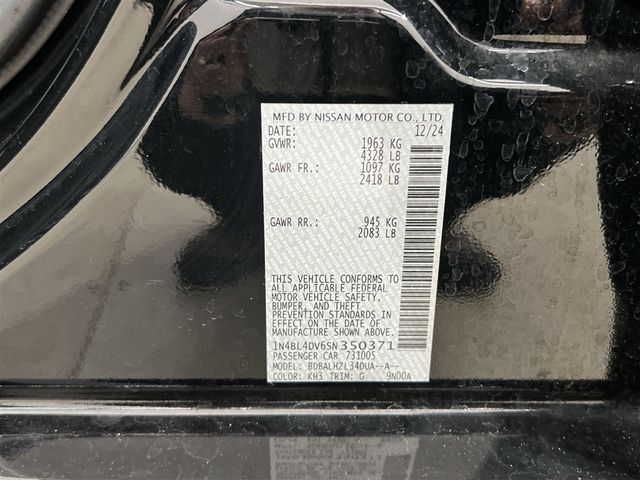 MFD BY NISSAN MOTOR CO., LTD.
DATE: 12/24
GVWR: 1963 KG
4328 LB
GAWR FR.: 1097 KG
2418 LB
GAWR RR.: 945 KG
2083 LB
THIS VEHICLE CONFORMS TO
ALL APPLICABLE FEDERAL
MOTOR VEHICLE SAFETY,
BUMPER, AND THEFT
PREVENTION STANDARDS IN
EFFECT ON THE DATE OF
MANUFACTURE SHOWN ABOVE.
1N4BL4DV6SN350371
PASSENGER CAR 731005
MODEL: BDBALHZL34DUA--A--
COLOR: KH3 TRIM: G 9N00A